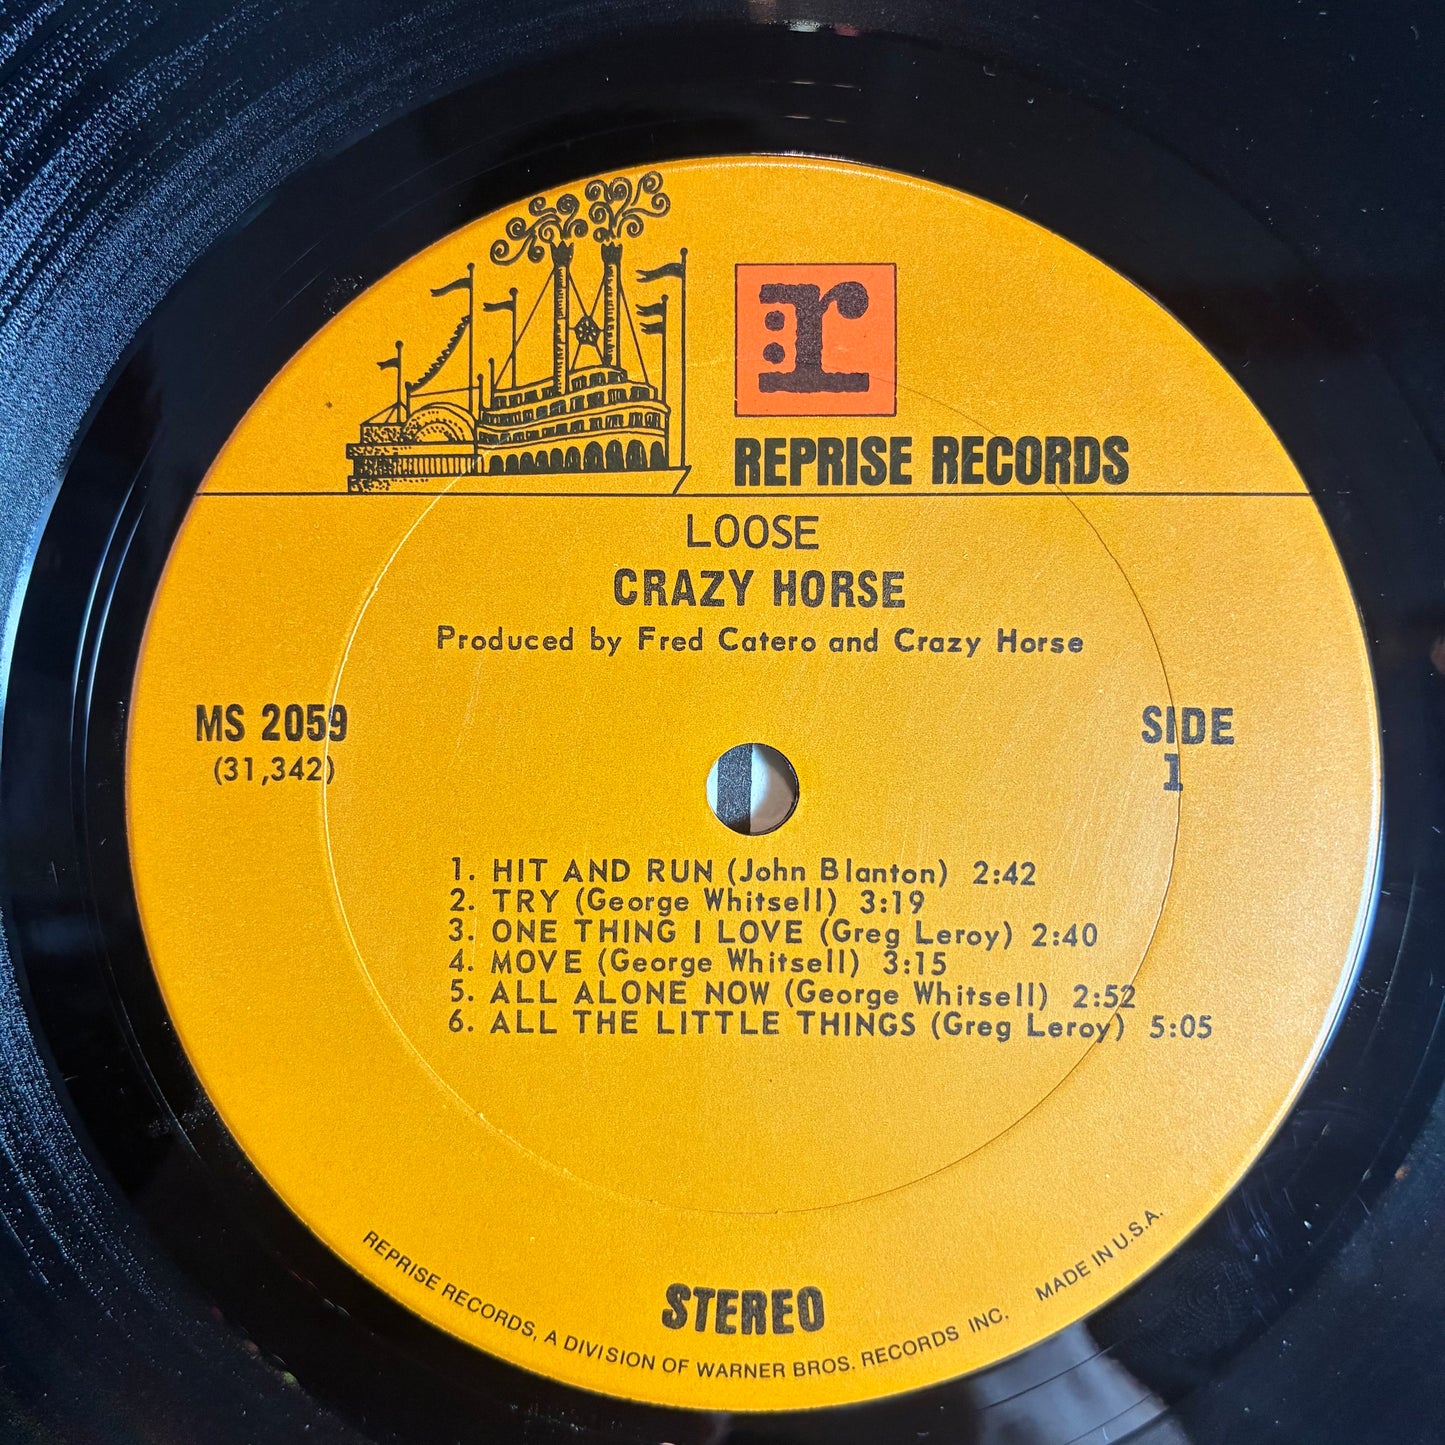 r:
REPRISE RECORDS
LOOSE
CRAZY HORSE
Produced by Fred Catero and Crazy Horse
MS 2059
(31,342)
SIDE
1
1. HIT AND RUN (John Blanton) 2:42
2. TRY (George Whitsell) 3:19
3. ONE THING I LOVE (Greg Leroy) 2:40
4. MOVE (George Whitsell) 3:15
5. ALL ALONE NOW (George Whitsell) 2:52
6. ALL THE LITTLE THINGS (Greg Leroy) 5:05
STEREO
REPRISE RECORDS, A DIVISION OF WARNER BROS. RECORDS INC. MADE IN U.S.A.